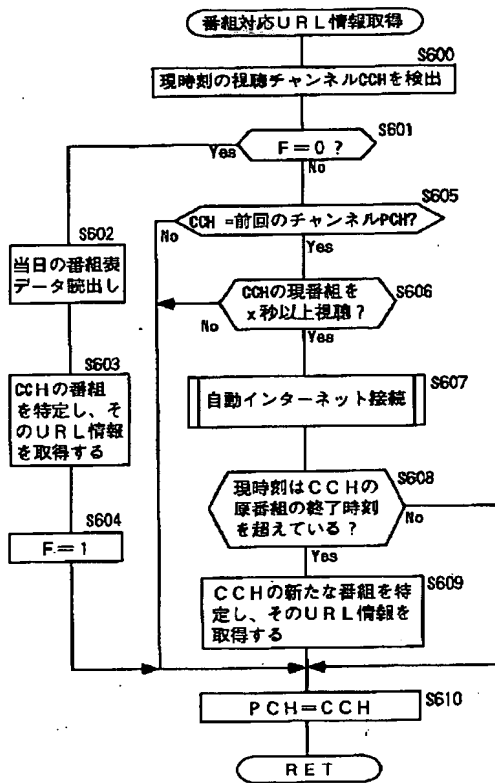 番組対応URL情報取得
S600
現時刻の視聴チャンネルCCHを検出
S601
F=0?
Yes
No
S605
CCH=前回のチャンネルPCH?
No
Yes
S602
当日の番組表
データ読出し
S606
CCHの現番組を
x秒以上視聴?
No
Yes
S603
CCHの番組
を特定し、そ
のURL情報
を取得する
S607
自動インターネット接続
S608
現時刻はCCHの
原番組の終了時刻
を超えている?
No
Yes
S604
F=1
S609
CCHの新たな番組を特
定し、そのURL情報を
取得する
S610
PCH=CCH
RET